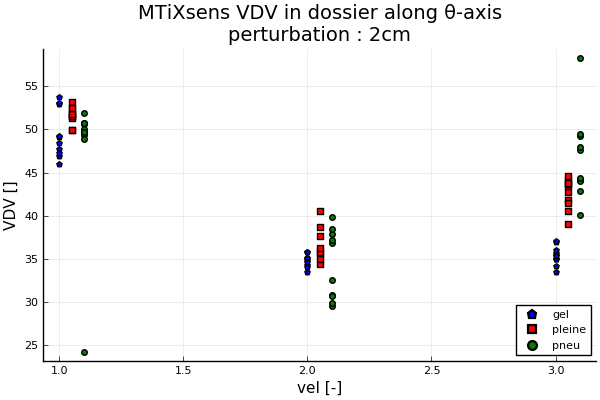 MTiXsens VDV in dossier along θ-axis
perturbation : 2cm
VDV []
55
50
45
40
35
30
25
1.0
1.5
2.0
2.5
3.0
vel [-]
gel
pleine
pneu